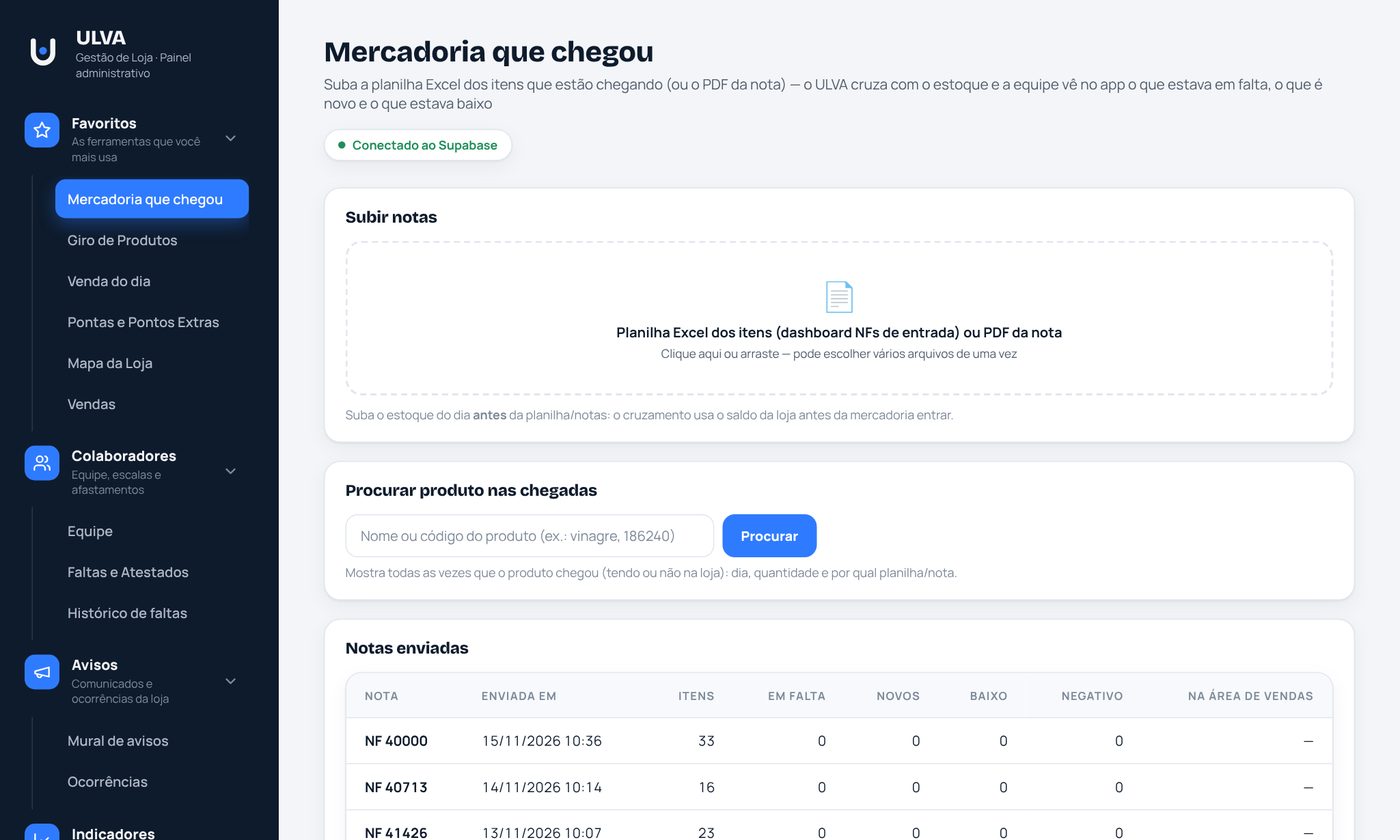 ULVA
Gestão de Loja · Painel
administrativo
Favoritos
As ferramentas que você
mais usa
Mercadoria que chegou
Giro de Produtos
Venda do dia
Pontas e Pontos Extras
Mapa da Loja
Vendas
Colaboradores
Equipe, escalas e
afastamentos
Equipe
Faltas e Atestados
Histórico de faltas
Avisos
Comunicados e
ocorrências da loja
Mural de avisos
Ocorrências
Indicadores
Mercadoria que chegou
Suba a planilha Excel dos itens que estão chegando (ou o PDF da nota) — o ULVA cruza com o estoque e a equipe vê no app o que estava em falta, o que é
novo e o que estava baixo
Conectado ao Supabase
Subir notas
Planilha Excel dos itens (dashboard NFs de entrada) ou PDF da nota
Clique aqui ou arraste — pode escolher vários arquivos de uma vez
Suba o estoque do dia antes da planilha/notas: o cruzamento usa o saldo da loja antes da mercadoria entrar.
Procurar produto nas chegadas
Nome ou código do produto (ex.: vinagre, 186240) Procurar
Mostra todas as vezes que o produto chegou (tendo ou não na loja): dia, quantidade e por qual planilha/nota.
Notas enviadas
NOTA ENVIADA EM ITENS EM FALTA NOVOS BAIXO NEGATIVO NA ÁREA DE VENDAS
NF 40000 15/11/2026 10:36 33 0 0 0 0 —
NF 40713 14/11/2026 10:14 16 0 0 0 0 —
NF 41426 13/11/2026 10:07 23 0 0 0 0 —